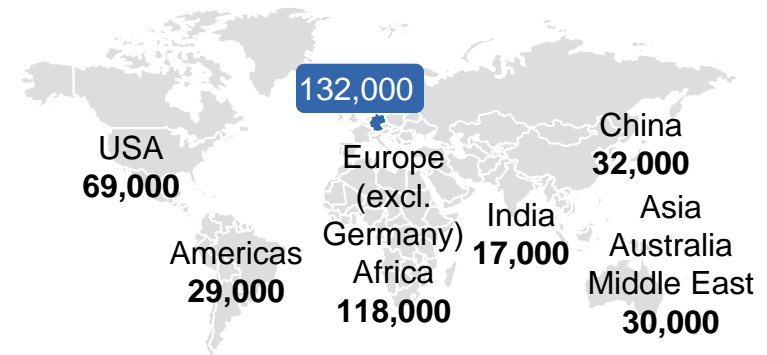 132,000
USA
69,000
Americas
29,000
Europe
(excl.
Germany)
Africa
118,000
India
17,000
China
32,000
Asia
Australia
Middle East
30,000